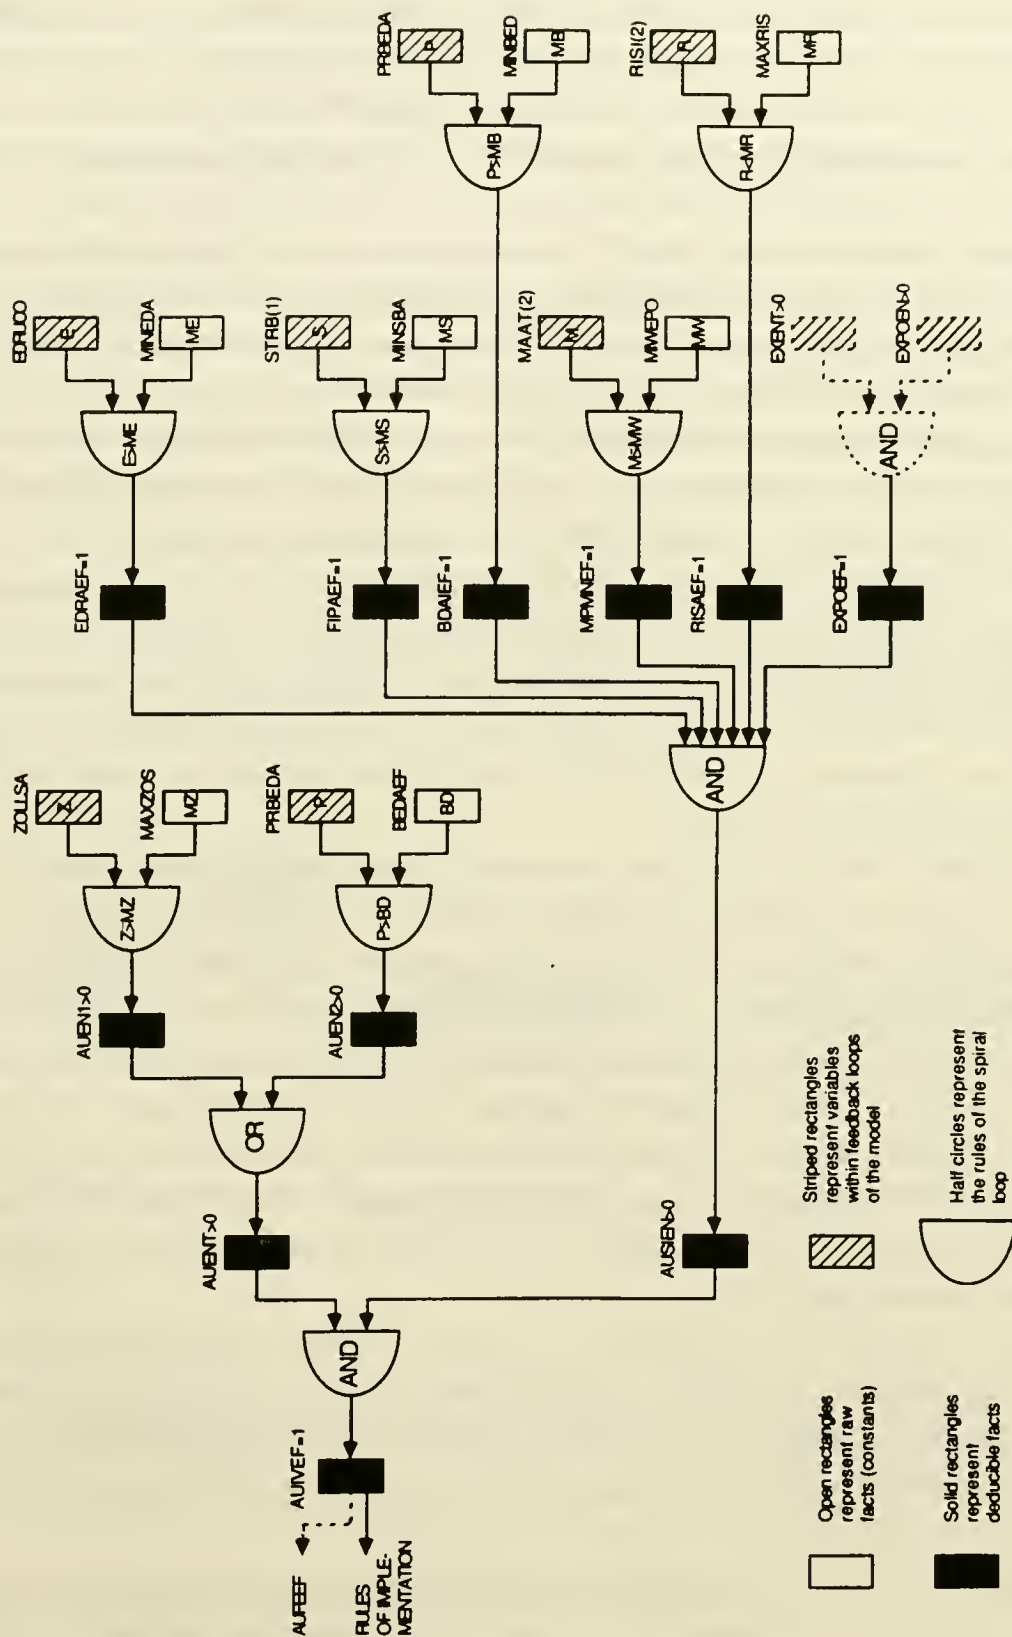 ZOLLSA
Z
MAXZOS
MZ
Z>MZ
AUEN1>0
PRBEDA
P
BEDAEF
BD
P>BD
AUEN2>0
OR
AUENT>0
EDRUCO
E
MINEDA
ME
E>ME
EDRAEF=1
STRB(1)
S
MINSBA
MS
S>MS
FIPAEF=1
PRBEDA
P
MINBED
MB
P>MB
BDAIEF=1
MAAT(2)
M
MIWEPO
MW
M≤MW
MPMINEF=1
RISI(2)
R
MAXRIS
MR
R<MR
RISAEF=1
EXENT>0
EXPOEN>0
AND
EXPOEF=1
AND
AUSIEN>0
AND
AUIVEF=1
AUFEEF
RULES
OF IMPLE-
MENTATION
Open rectangles
represent raw
facts (constants)
Striped rectangles
represent variables
within feedback loops
of the model
Solid rectangles
represent
deducible facts
Half circles represent
the rules of the spiral
loop